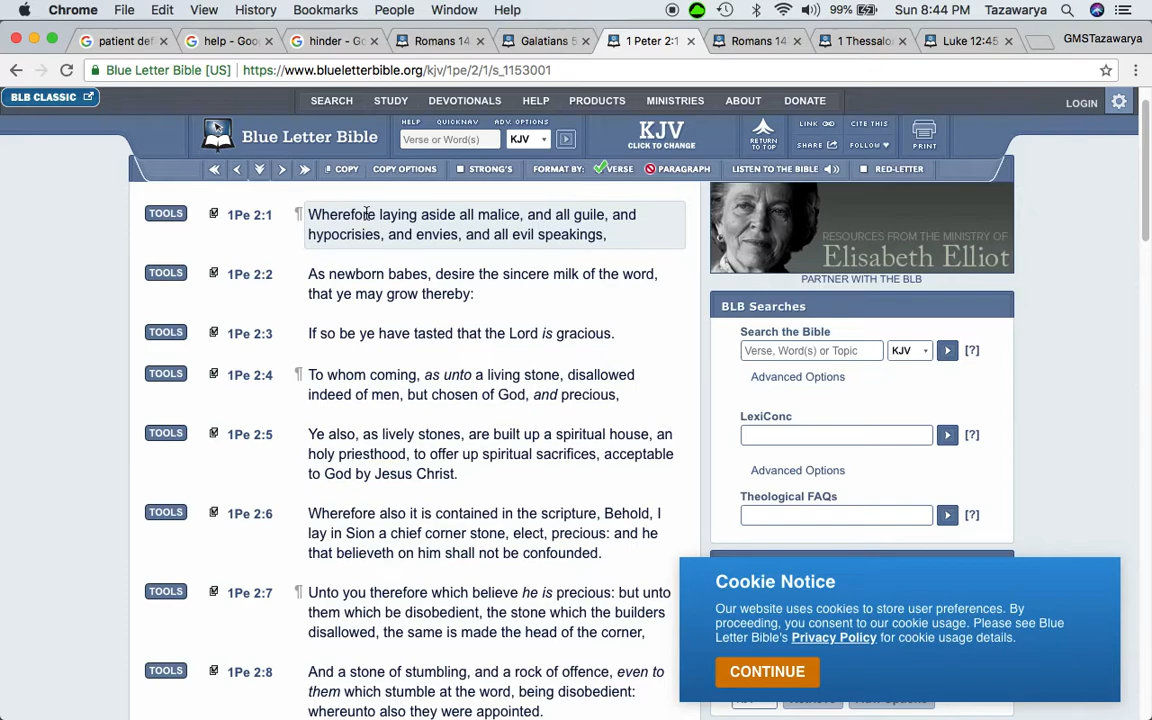 Chrome File Edit View History Bookmarks People Window Help 99% Sun 8:44 PM Tazawarya
patient def help - Goo hinder - Go Romans 14 Galatians 5 1 Peter 2:1 Romans 14 1 Thessalo Luke 12:45 GMSTazawarya
Blue Letter Bible [US] https://www.blueletterbible.org/kjv/1pe/2/1/s_1153001
BLB CLASSIC SEARCH STUDY DEVOTIONALS HELP PRODUCTS MINISTRIES ABOUT DONATE LOGIN
HELP QUICKNAV ADV. OPTIONS
Blue Letter Bible Verse or Word(s) KJV
KJV
CLICK TO CHANGE
RETURN
TO TOP
LINK CITE THIS
SHARE FOLLOW
PRINT
COPY COPY OPTIONS STRONG'S FORMAT BY: VERSE PARAGRAPH LISTEN TO THE BIBLE RED-LETTER
TOOLS 1Pe 2:1 ¶ Wherefore laying aside all malice, and all guile, and
hypocrisies, and envies, and all evil speakings,
TOOLS 1Pe 2:2 As newborn babes, desire the sincere milk of the word,
that ye may grow thereby:
TOOLS 1Pe 2:3 If so be ye have tasted that the Lord is gracious.
TOOLS 1Pe 2:4 ¶ To whom coming, as unto a living stone, disallowed
indeed of men, but chosen of God, and precious,
TOOLS 1Pe 2:5 Ye also, as lively stones, are built up a spiritual house, an
holy priesthood, to offer up spiritual sacrifices, acceptable
to God by Jesus Christ.
TOOLS 1Pe 2:6 Wherefore also it is contained in the scripture, Behold, I
lay in Sion a chief corner stone, elect, precious: and he
that believeth on him shall not be confounded.
TOOLS 1Pe 2:7 ¶ Unto you therefore which believe he is precious: but unto
them which be disobedient, the stone which the builders
disallowed, the same is made the head of the corner,
TOOLS 1Pe 2:8 And a stone of stumbling, and a rock of offence, even to
them which stumble at the word, being disobedient:
whereunto also they were appointed.
RESOURCES FROM THE MINISTRY OF
Elisabeth Elliot
PARTNER WITH THE BLB
BLB Searches
Search the Bible
Verse, Word(s) or Topic KJV [?]
Advanced Options
LexiConc
[?]
Advanced Options
Theological FAQs
[?]
Cookie Notice
Our website uses cookies to store user preferences. By
proceeding, you consent to our cookie usage. Please see Blue
Letter Bible's Privacy Policy for cookie usage details.
CONTINUE